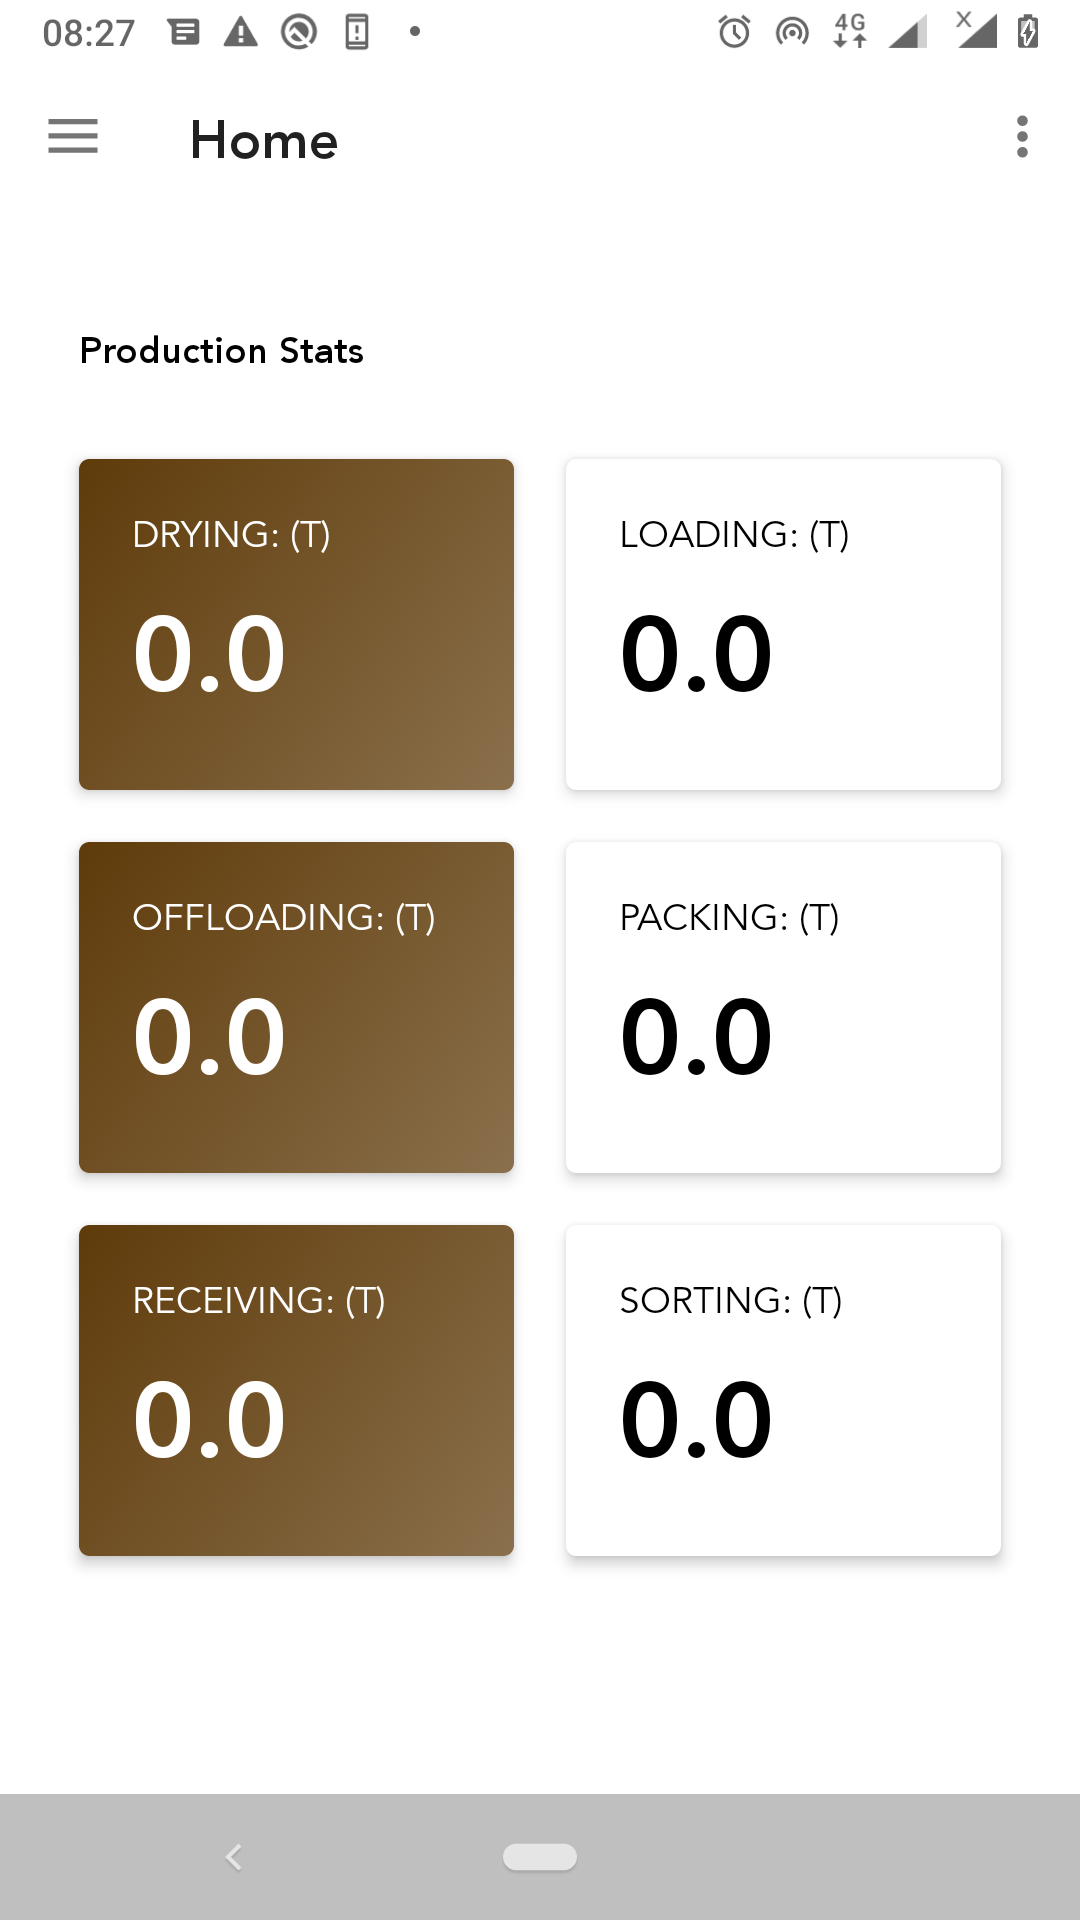 08:27
4G
X
Home
Production Stats
DRYING: (T)
0.0
LOADING: (T)
0.0
OFFLOADING: (T)
0.0
PACKING: (T)
0.0
RECEIVING: (T)
0.0
SORTING: (T)
0.0